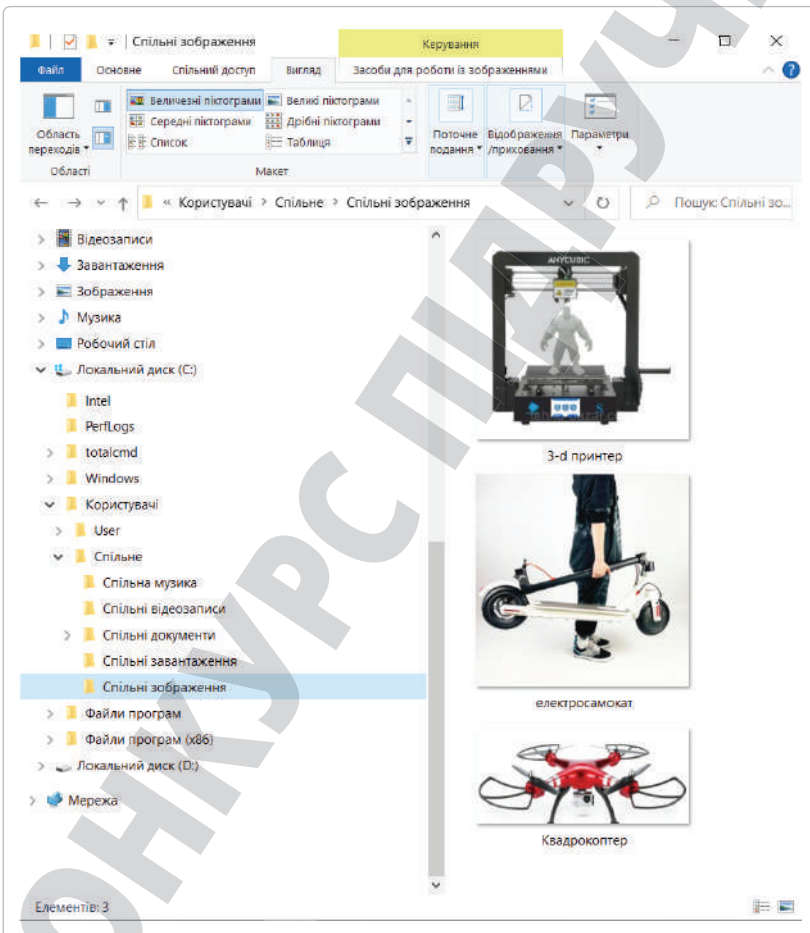 Спільні зображення
Керування
Файл Основне Спільний доступ Вигляд Засоби для роботи із зображеннями
Величезні піктограми Великі піктограми
Середні піктограми Дрібні піктограми
Список Таблиця
Область переходів
Поточне подання
Відображення /приховання
Параметри
Області Макет
« Користувачі > Спільне > Спільні зображення
Пошук: Спільні зо...
Відеозаписи
Завантаження
Зображення
Музика
Робочий стіл
Локальний диск (C:)
Intel
PerfLogs
totalcmd
Windows
Користувачі
User
Спільне
Спільна музика
Спільні відеозаписи
Спільні документи
Спільні завантаження
Спільні зображення
Файли програм
Файли програм (x86)
Локальний диск (D:)
Мережа
ANYCUBIC
3-d принтер
електросамокат
Квадрокоптер
Елементів: 3